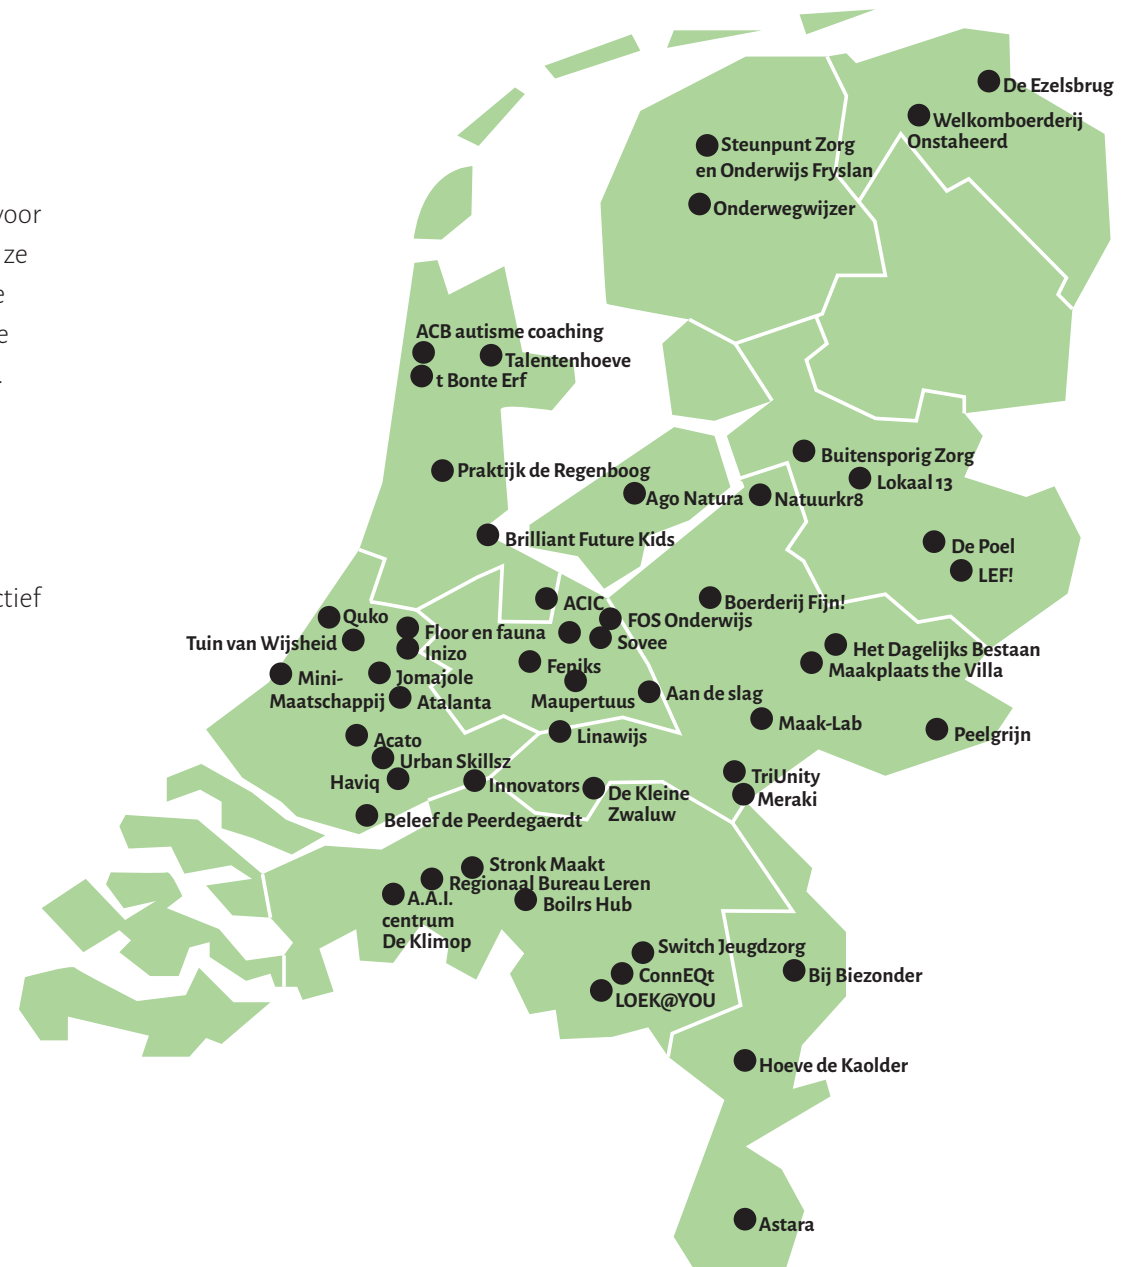 voor
ze
e
e
.
ctief
De Ezelsbrug
Welkomboerderij
Onstaheerd
Steunpunt Zorg
en Onderwijs Fryslan
Onderwegwijzer
ACB autisme coaching
Talentenhoeve
t Bonte Erf
Buitensporig Zorg
Praktijk de Regenboog
Lokaal 13
Ago Natura
Natuurkr8
Brilliant Future Kids
De Poel
LEF!
ACIC
Boerderij Fijn!
Quko
FOS Onderwijs
Floor en fauna
Tuin van Wijsheid
Sovee
Inizo
Het Dagelijks Bestaan
Feniks
Maakplaats the Villa
Mini-
Maatschappij
Jomajole
Aan de slag
Maupertuus
Atalanta
Maak-Lab
Peelgrijn
Linawijs
Acato
Urban Skillsz
TriUnity
Haviq
Innovators
De Kleine
Zwaluw
Meraki
Beleef de Peerdegaerdt
Stronk Maakt
Regionaal Bureau Leren
A.A.I.
centrum
De Klimop
Boilrs Hub
Switch Jeugdzorg
ConnEQt
Bij Biezonder
LOEK@YOU
Hoeve de Kaolder
Astara